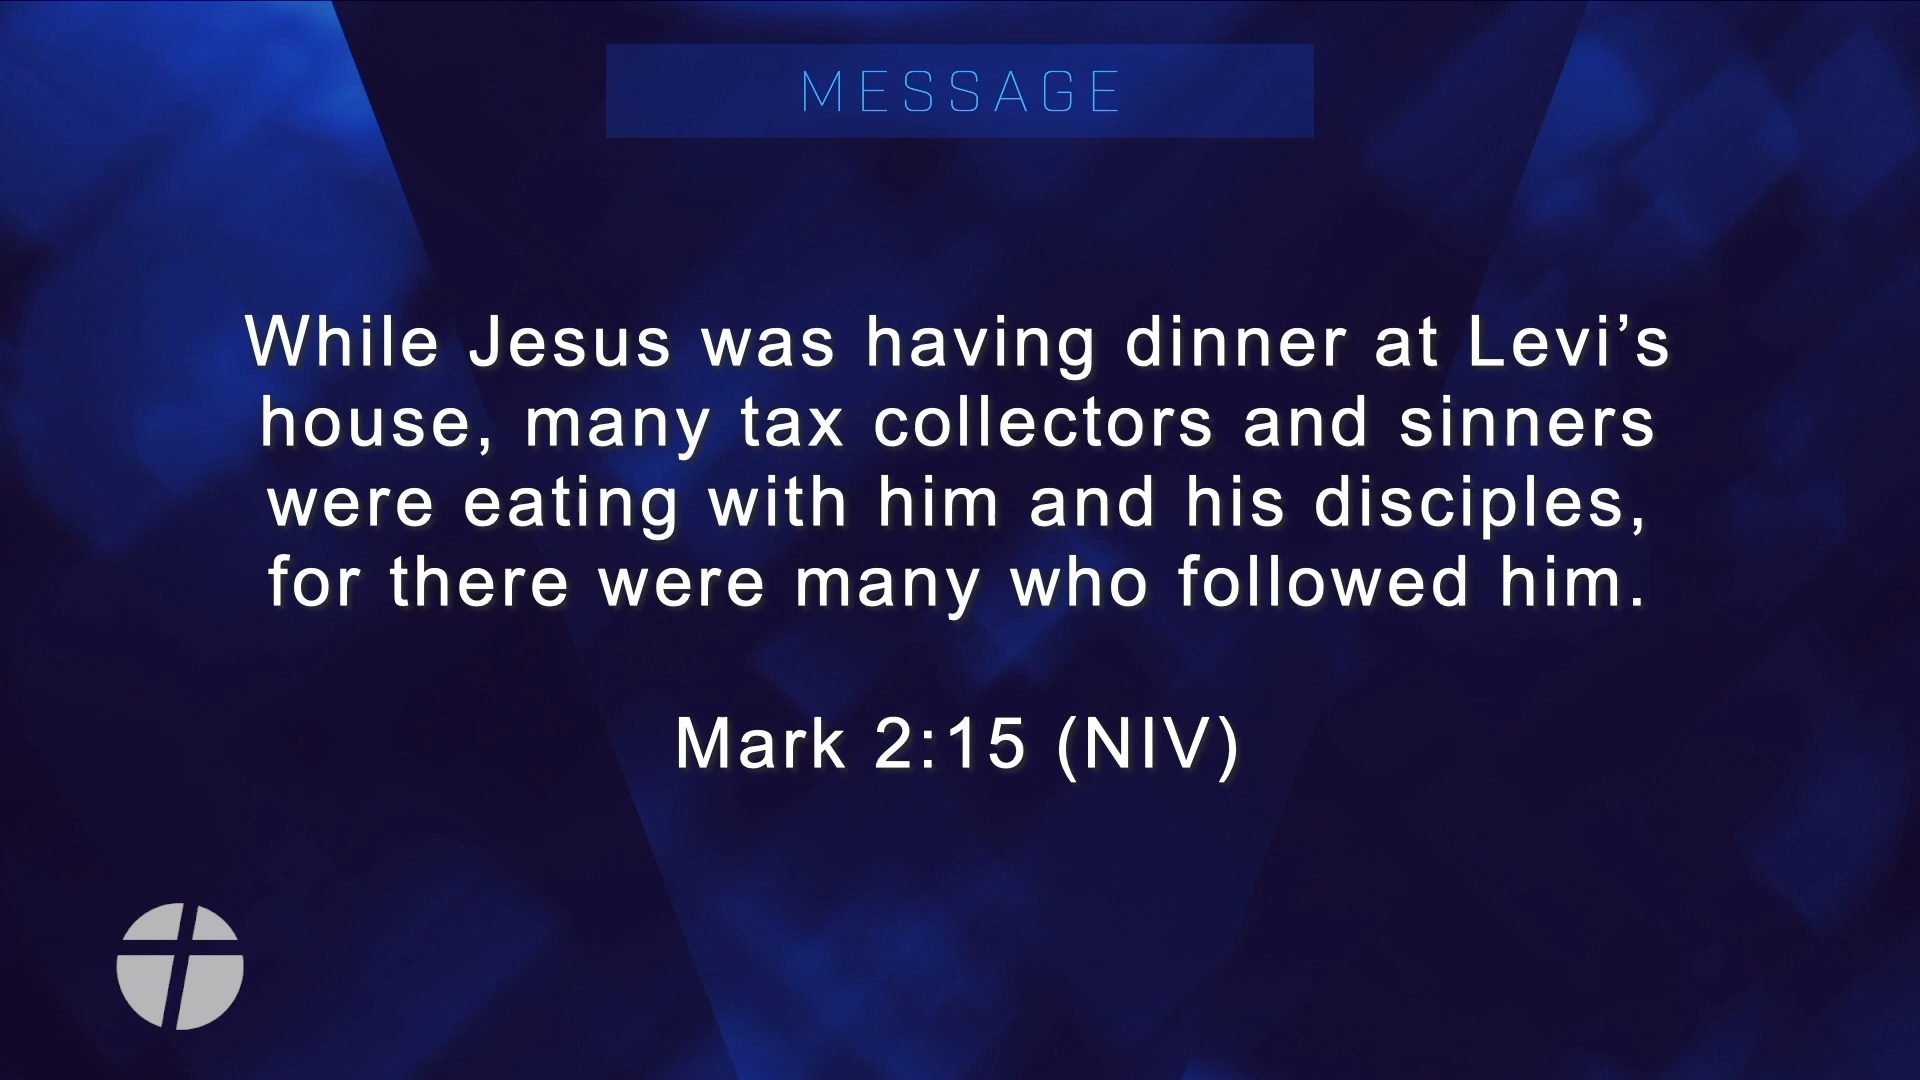 MESSAGE
While Jesus was having dinner at Levi’s
house, many tax collectors and sinners
were eating with him and his disciples,
for there were many who followed him.
Mark 2:15 (NIV)